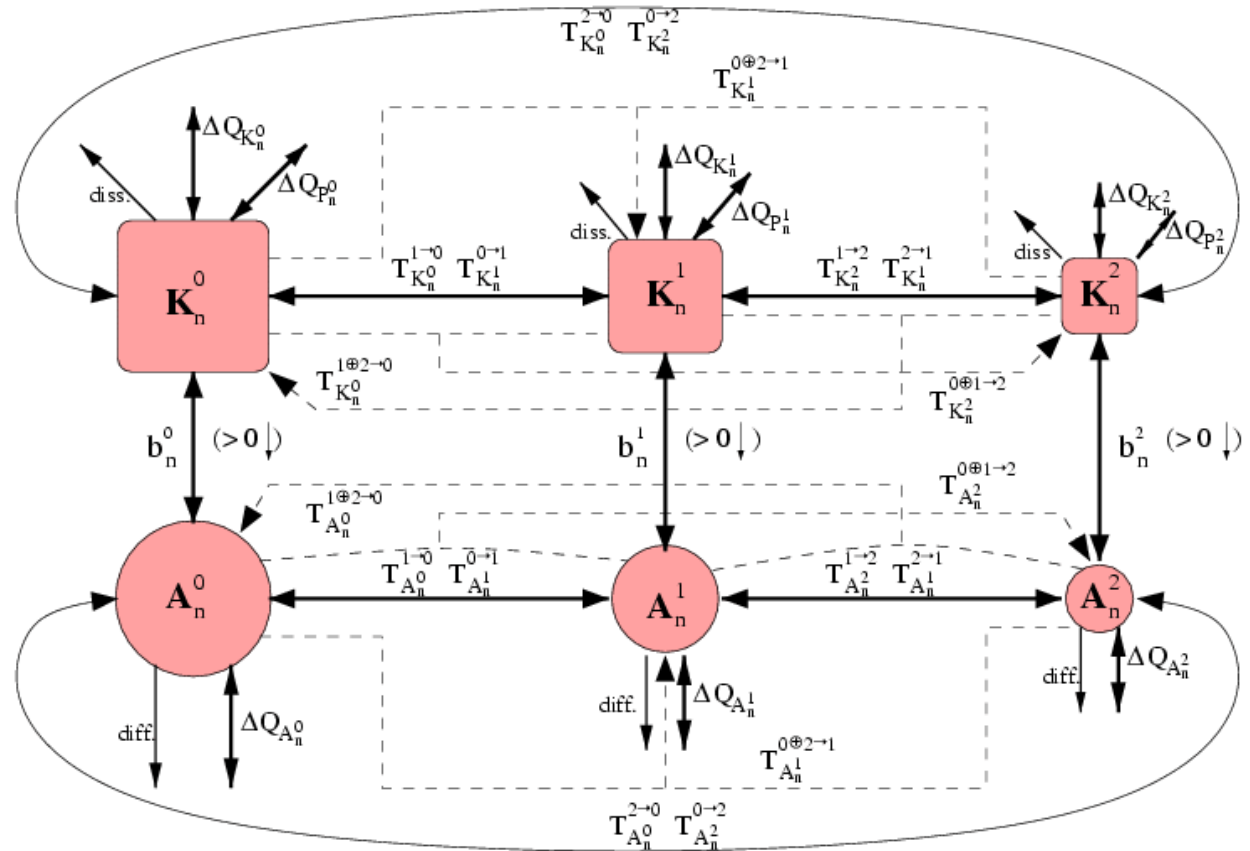 T_{K_n^0}^{2→0} T_{K_n^2}^{0→2}
T_{K_n^1}^{0⊕2→1}
ΔQ_{K_n^0}
ΔQ_{P_n^0}
diss.
ΔQ_{K_n^1}
ΔQ_{P_n^1}
diss.
ΔQ_{K_n^2}
ΔQ_{P_n^2}
diss
K_n^0
T_{K_n^0}^{1→0} T_{K_n^1}^{0→1}
K_n^1
T_{K_n^2}^{1→2} T_{K_n^1}^{2→1}
K_n^2
T_{K_n^0}^{1⊕2→0}
T_{K_n^2}^{0⊕1→2}
b_n^0 (>0↓)
b_n^1 (>0↓)
b_n^2 (>0↓)
T_{A_n^0}^{1⊕2→0}
T_{A_n^2}^{0⊕1→2}
A_n^0
T_{A_n^0}^{1→0} T_{A_n^1}^{0→1}
A_n^1
T_{A_n^2}^{1→2} T_{A_n^1}^{2→1}
A_n^2
diff.
ΔQ_{A_n^0}
diff.
ΔQ_{A_n^1}
diff.
ΔQ_{A_n^2}
T_{A_n^1}^{0⊕2→1}
T_{A_n^0}^{2→0} T_{A_n^2}^{0→2}